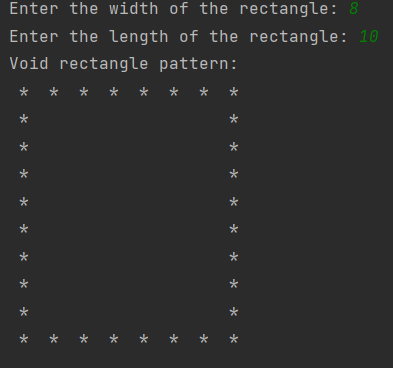 Enter the width of the rectangle: 8
Enter the length of the rectangle: 10
Void rectangle pattern:
 *  *  *  *  *  *  *  *
 *                    *
 *                    *
 *                    *
 *                    *
 *                    *
 *                    *
 *                    *
 *                    *
 *  *  *  *  *  *  *  *